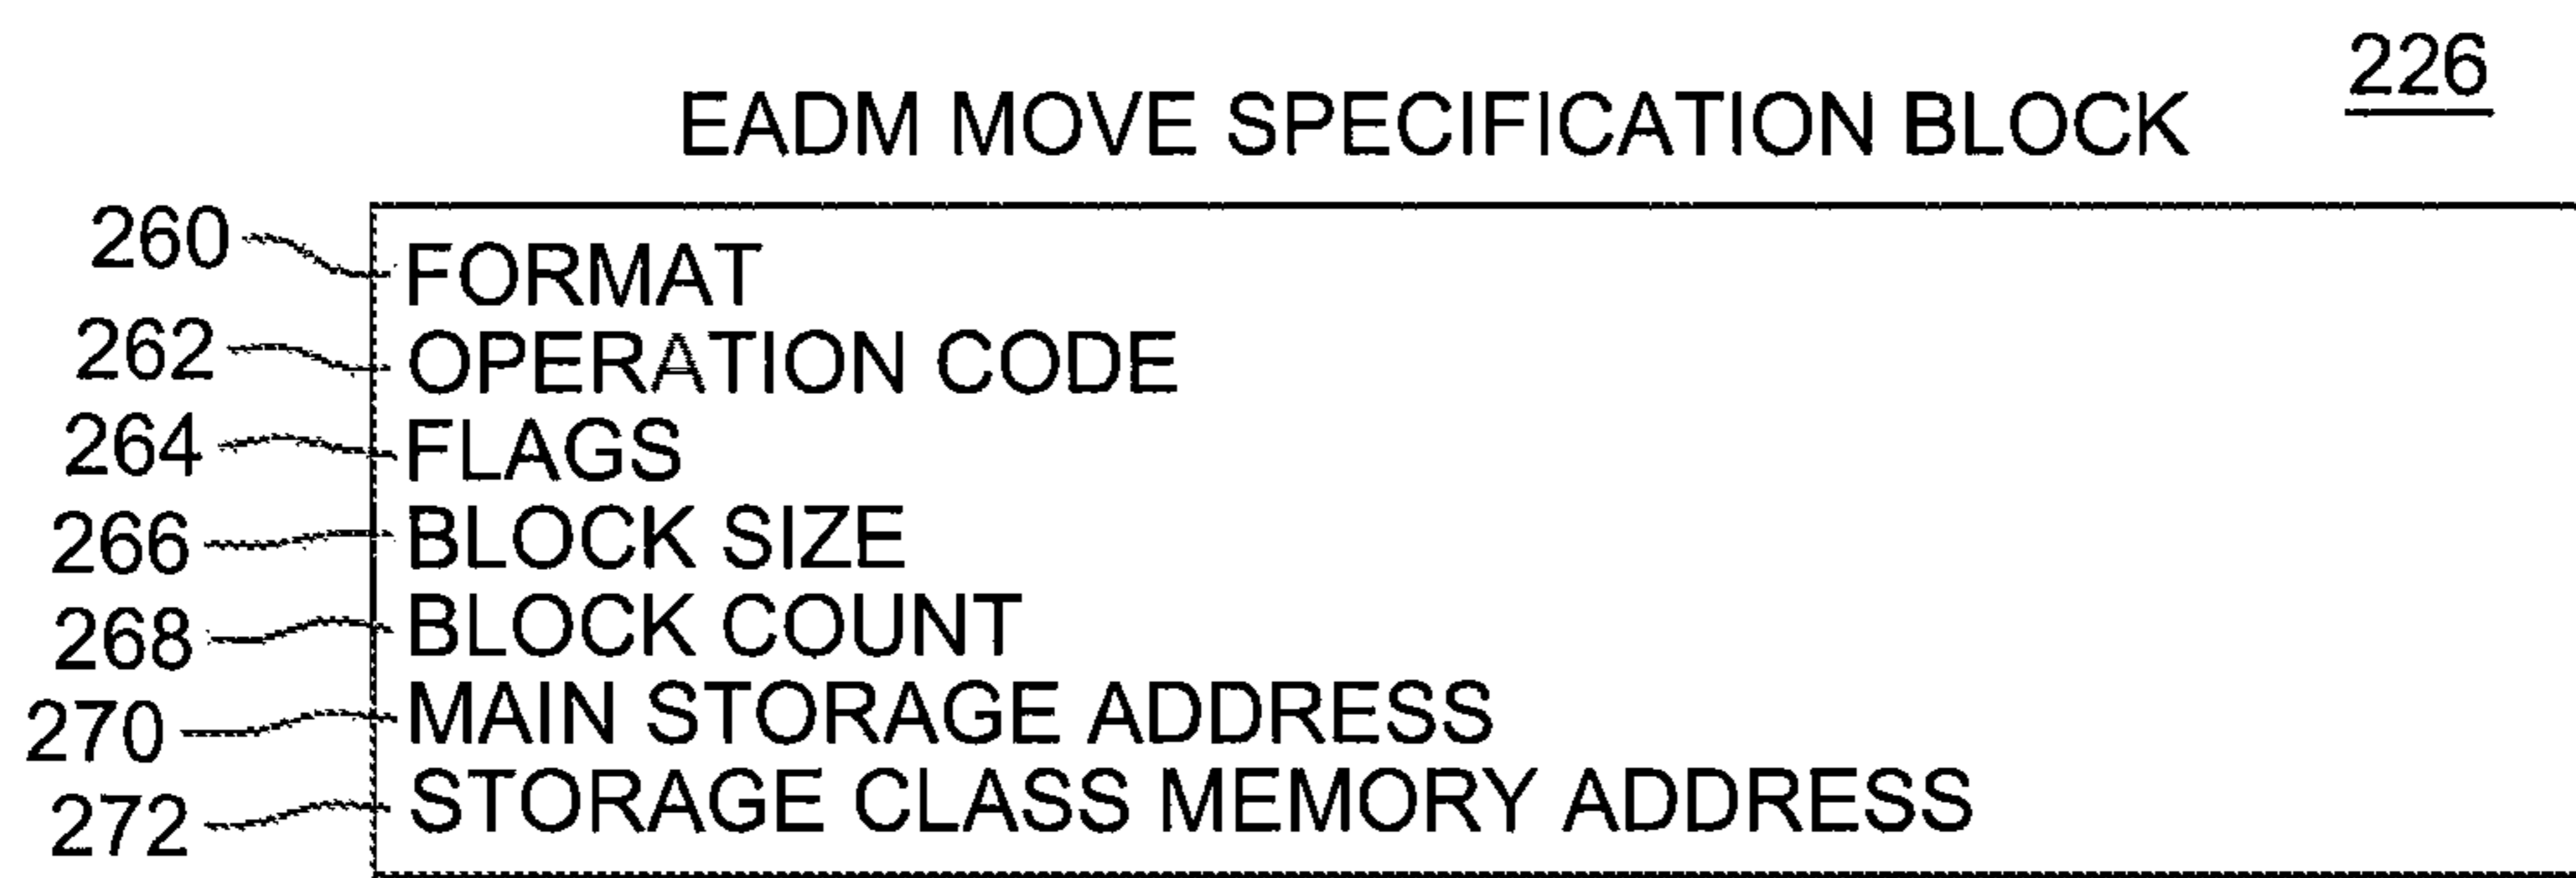 226
EADM MOVE SPECIFICATION BLOCK
260 FORMAT
262 OPERATION CODE
264 FLAGS
266 BLOCK SIZE
268 BLOCK COUNT
270 MAIN STORAGE ADDRESS
272 STORAGE CLASS MEMORY ADDRESS